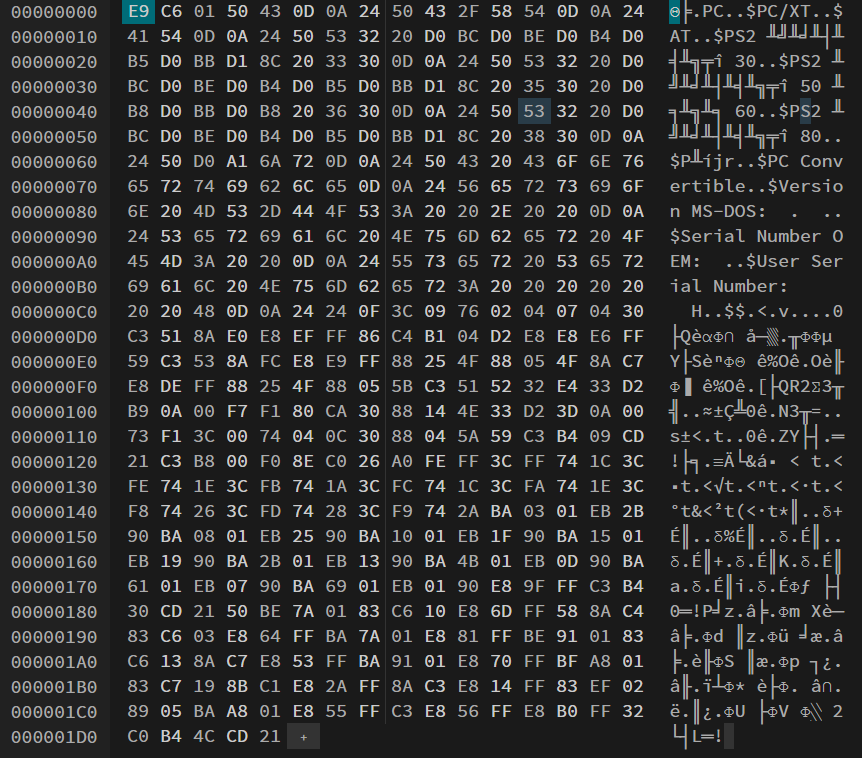 00000000 E9 C6 01 50 43 0D 0A 24 50 43 2F 58 54 0D 0A 24 Θ╞.PC..$PC/XT..$
00000010 41 54 0D 0A 24 50 53 32 20 D0 BC D0 BE D0 B4 D0 AT..$PS2 ╨╝╨╛╨┤╨
00000020 B5 D0 BB D1 8C 20 33 30 0D 0A 24 50 53 32 20 D0 ╡╨╗╤î 30..$PS2 ╨
00000030 BC D0 BE D0 B4 D0 B5 D0 BB D1 8C 20 35 30 20 D0 ╝╨╛╨┤╨╡╨╗╤î 50 ╨
00000040 B8 D0 BB D0 B8 20 36 30 0D 0A 24 50 53 32 20 D0 ╕╨╗╨╕ 60..$PS2 ╨
00000050 BC D0 BE D0 B4 D0 B5 D0 BB D1 8C 20 38 30 0D 0A ╝╨╛╨┤╨╡╨╗╤î 80..
00000060 24 50 D0 A1 6A 72 0D 0A 24 50 43 20 43 6F 6E 76 $P╨íjr..$PC Conv
00000070 65 72 74 69 62 6C 65 0D 0A 24 56 65 72 73 69 6F ertible..$Versio
00000080 6E 20 4D 53 2D 44 4F 53 3A 20 20 2E 20 20 0D 0A n MS-DOS:  .  ..
00000090 24 53 65 72 69 61 6C 20 4E 75 6D 62 65 72 20 4F $Serial Number O
000000A0 45 4D 3A 20 20 0D 0A 24 55 73 65 72 20 53 65 72 EM:  ..$User Ser
000000B0 69 61 6C 20 4E 75 6D 62 65 72 3A 20 20 20 20 20 ial Number:
000000C0 20 20 48 0D 0A 24 24 0F 3C 09 76 02 04 07 04 30   H..$$.<.v....0
000000D0 C3 51 8A E0 E8 EF FF 86 C4 B1 04 D2 E8 E8 E6 FF ├QèαΦ∩ å─▒.╥ΦΦµ
000000E0 59 C3 53 8A FC E8 E9 FF 88 25 4F 88 05 4F 8A C7 Y├SèⁿΦΘ ê%Oê.Oè╟
000000F0 E8 DE FF 88 25 4F 88 05 5B C3 51 52 32 E4 33 D2 Φ▐ ê%Oê.[├QR2Σ3╥
00000100 B9 0A 00 F7 F1 80 CA 30 88 14 4E 33 D2 3D 0A 00 ╣..≈±Ç╩0ê.N3╥=..
00000110 73 F1 3C 00 74 04 0C 30 88 04 5A 59 C3 B4 09 CD s±<.t..0ê.ZY├┤.═
00000120 21 C3 B8 00 F0 8E C0 26 A0 FE FF 3C FF 74 1C 3C !├╕.≡Ä└&á■ < t.<
00000130 FE 74 1E 3C FB 74 1A 3C FC 74 1C 3C FA 74 1E 3C ■t.<√t.<ⁿt.<·t.<
00000140 F8 74 26 3C FD 74 28 3C F9 74 2A BA 03 01 EB 2B °t&<²t(<∙t*║..δ+
00000150 90 BA 08 01 EB 25 90 BA 10 01 EB 1F 90 BA 15 01 É║..δ%É║..δ.É║..
00000160 EB 19 90 BA 2B 01 EB 13 90 BA 4B 01 EB 0D 90 BA δ.É║+.δ.É║K.δ.É║
00000170 61 01 EB 07 90 BA 69 01 EB 01 90 E8 9F FF C3 B4 a.δ.É║i.δ.ÉΦƒ ├┤
00000180 30 CD 21 50 BE 7A 01 83 C6 10 E8 6D FF 58 8A C4 0═!P╛z.â╞.Φm Xè─
00000190 83 C6 03 E8 64 FF BA 7A 01 E8 81 FF BE 91 01 83 â╞.Φd ║z.Φü ╛æ.â
000001A0 C6 13 8A C7 E8 53 FF BA 91 01 E8 70 FF BF A8 01 ╞.è╟ΦS ║æ.Φp ┐¿.
000001B0 83 C7 19 8B C1 E8 2A FF 8A C3 E8 14 FF 83 EF 02 â╟.ï┴Φ* è├Φ. â∩.
000001C0 89 05 BA A8 01 E8 55 FF C3 E8 56 FF E8 B0 FF 32 ë.║¿.ΦU ├ΦV Φ░ 2
000001D0 C0 B4 4C CD 21 + └┤L═!